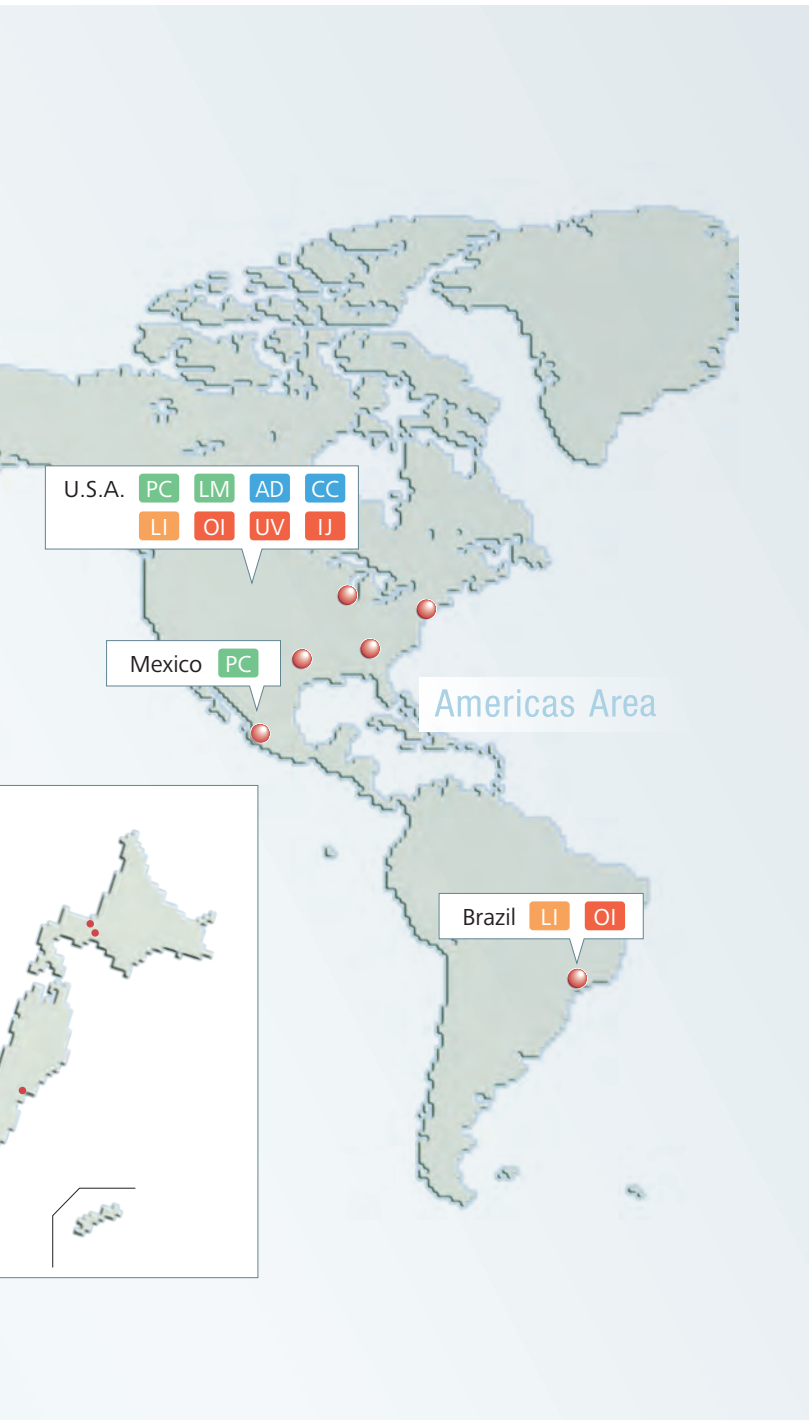 U.S.A. PC LM AD CC
LI OI UV IJ
Mexico PC
Americas Area
Brazil LI OI